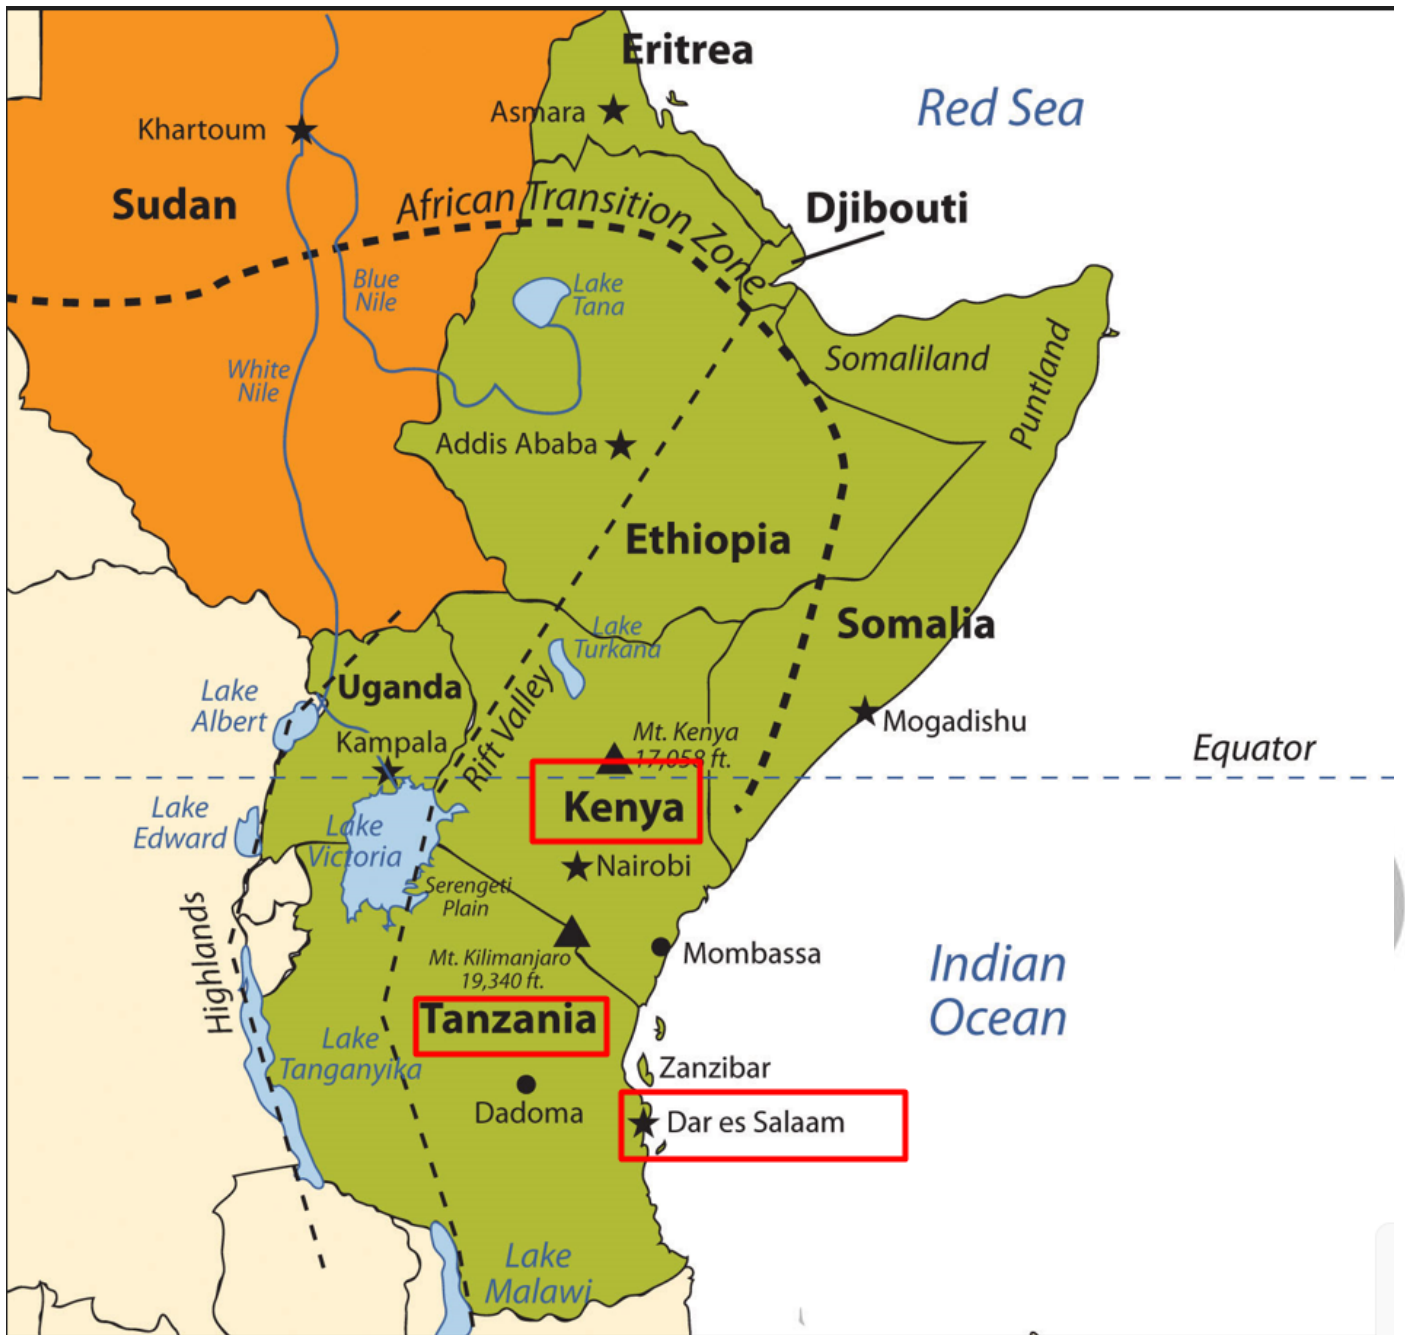 Eritrea
Asmara
Red Sea
Khartoum
Sudan
African Transition Zone
Djibouti
Blue
Nile
Lake
Tana
White
Nile
Somaliland
Puntland
Addis Ababa
Ethiopia
Somalia
Lake
Turkana
Uganda
Lake
Albert
Rift Valley
Mogadishu
Kampala
Mt. Kenya
17,058 ft.
Equator
Kenya
Lake
Edward
Lake
Victoria
Nairobi
Serengeti
Plain
Highlands
Mombassa
Mt. Kilimanjaro
19,340 ft.
Indian
Ocean
Tanzania
Lake
Tanganyika
Zanzibar
Dadoma
Dar es Salaam
Lake
Malawi